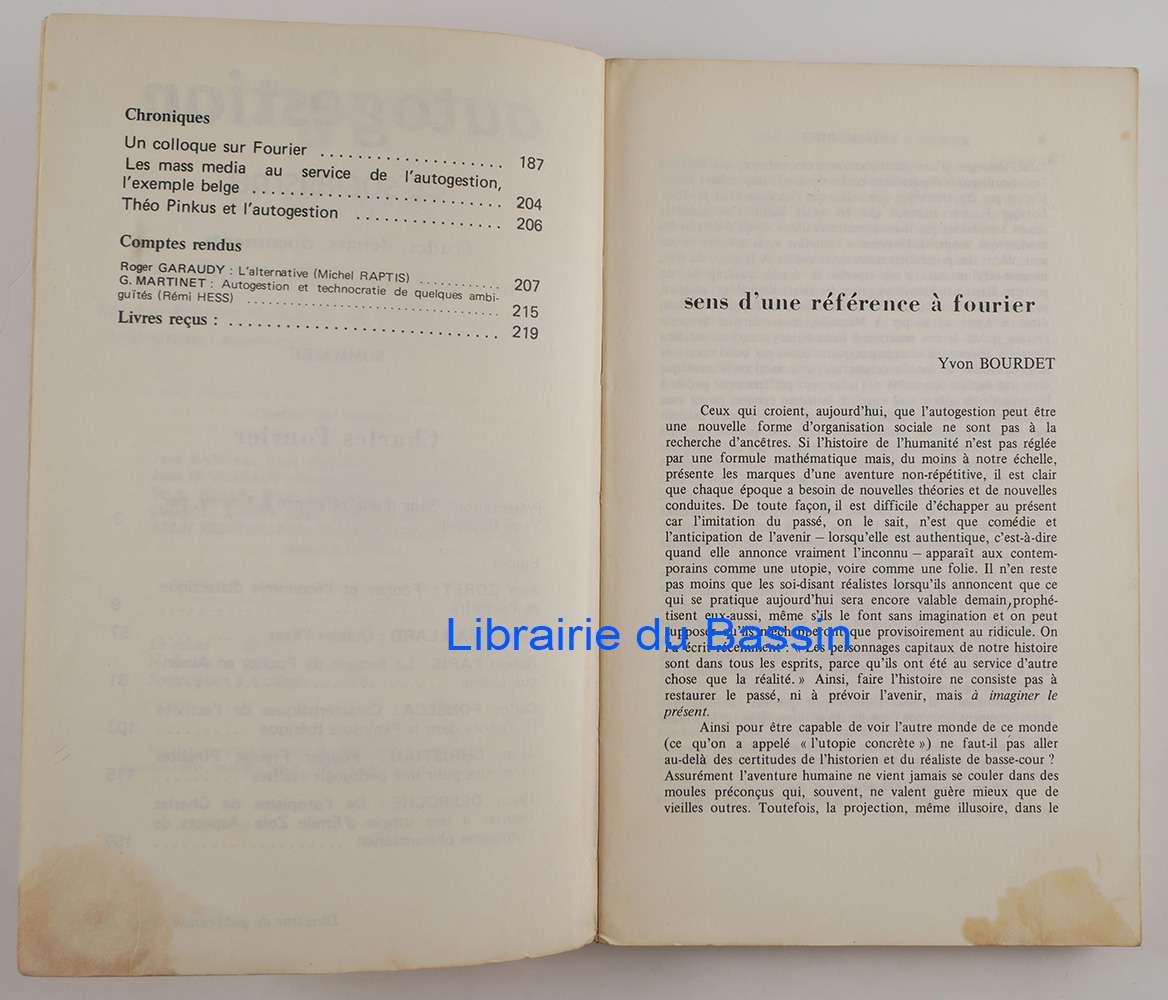 Chroniques
Un colloque sur Fourier .................... 187
Les mass media au service de l'autogestion,
l'exemple belge ............................ 204
Théo Pinkus et l'autogestion ............... 206
Comptes rendus
Roger GARAUDY : L'alternative (Michel RAPTIS) ............ 207
G. MARTINET : Autogestion et technocratie de quelques ambi-
guïtés (Rémi HESS) ..................................... 215
Livres reçus : ............................. 219
sens d'une référence à fourier
Yvon BOURDET
Ceux qui croient, aujourd'hui, que l'autogestion peut être
une nouvelle forme d'organisation sociale ne sont pas à la
recherche d'ancêtres. Si l'histoire de l'humanité n'est pas réglée
par une formule mathématique mais, du moins à notre échelle,
présente les marques d'une aventure non-répétitive, il est clair
que chaque époque a besoin de nouvelles théories et de nouvelles
conduites. De toute façon, il est difficile d'échapper au présent
car l'imitation du passé, on le sait, n'est que comédie et
l'anticipation de l'avenir – lorsqu'elle est authentique, c'est-à-dire
quand elle annonce vraiment l'inconnu – apparaît aux contem-
porains comme une utopie, voire comme une folie. Il n'en reste
pas moins que les soi-disant réalistes lorsqu'ils annoncent que ce
qui se pratique aujourd'hui sera encore valable demain, prophé-
tisent eux-aussi, même s'ils le font sans imagination et on peut
supposer qu'ils n'échapperont que provisoirement au ridicule. On
l'a écrit récemment : « Les personnages capitaux de notre histoire
sont dans tous les esprits, parce qu'ils ont été au service d'autre
chose que la réalité. » Ainsi, faire l'histoire ne consiste pas à
restaurer le passé, ni à prévoir l'avenir, mais à imaginer le
présent.
Ainsi pour être capable de voir l'autre monde de ce monde
(ce qu'on a appelé « l'utopie concrète ») ne faut-il pas aller
au-delà des certitudes de l'historien et du réaliste de basse-cour ?
Assurément l'aventure humaine ne vient jamais se couler dans des
moules préconçus qui, souvent, ne valent guère mieux que de
vieilles outres. Toutefois, la projection, même illusoire, dans le
Librairie du Bassin